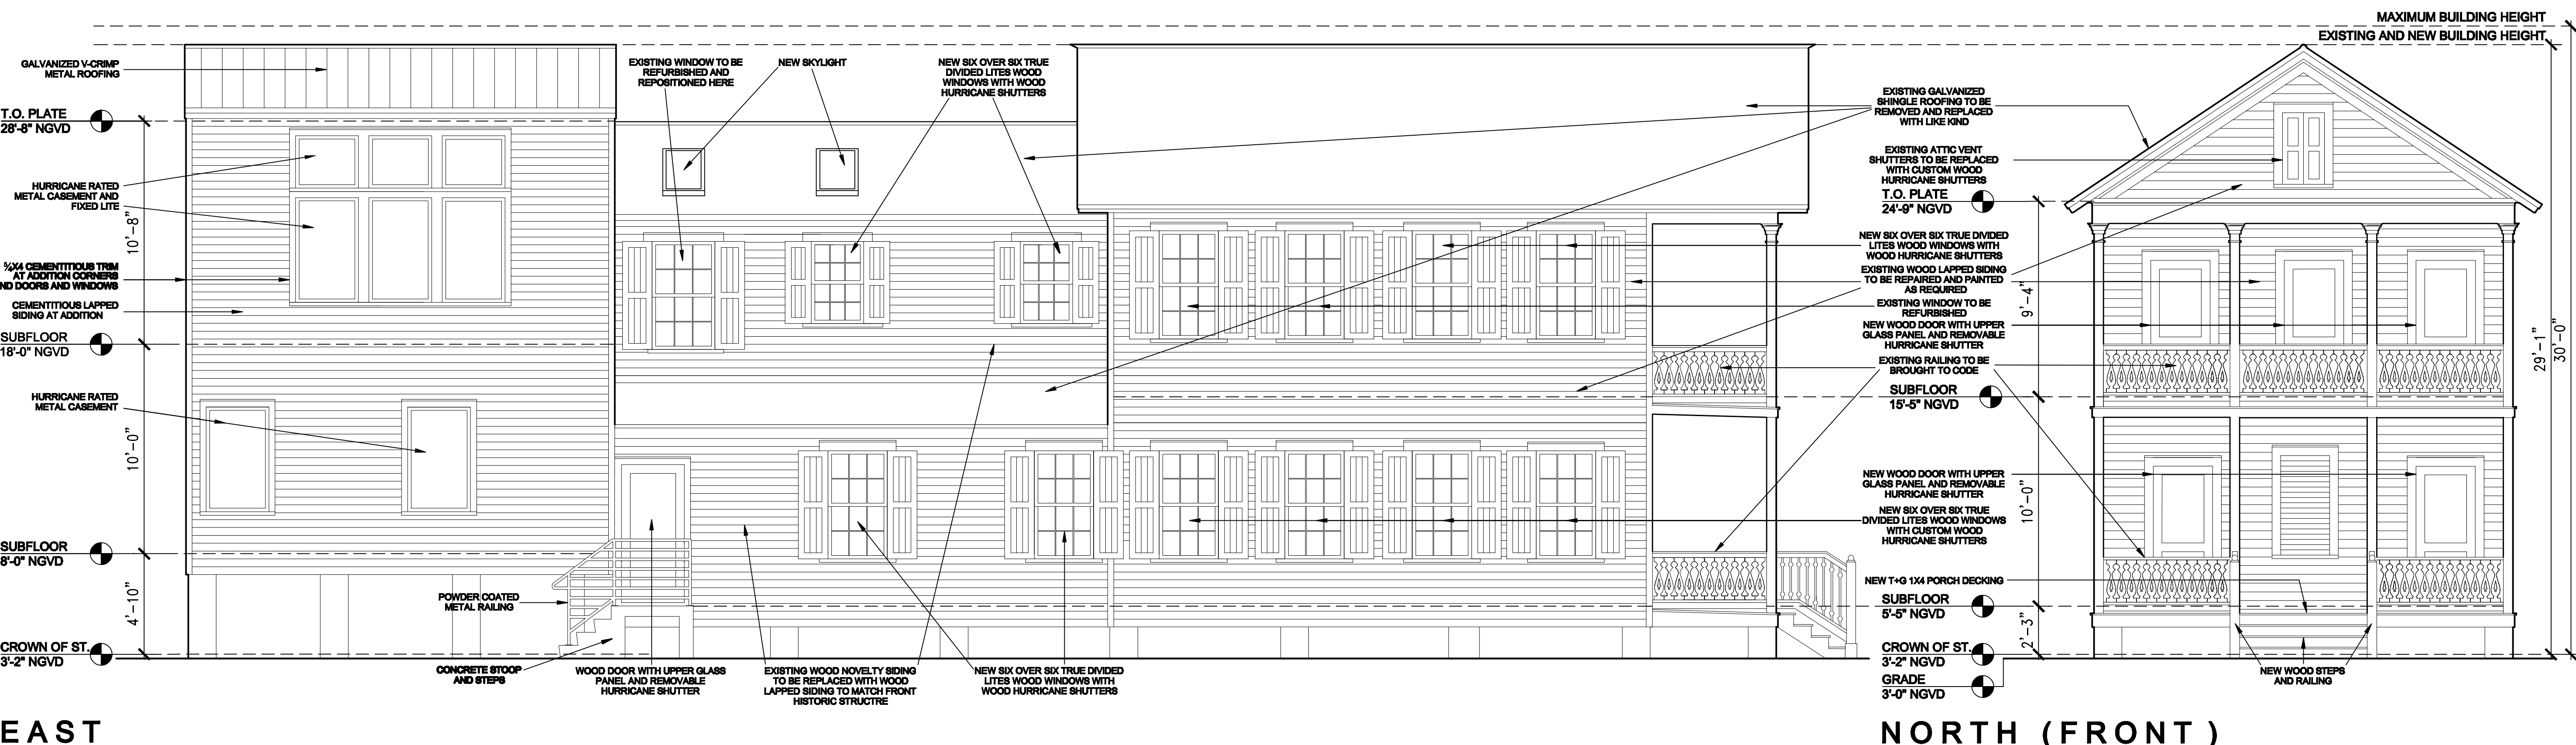 MAXIMUM BUILDING HEIGHT
EXISTING AND NEW BUILDING HEIGHT
GALVANIZED V-CRIMP
METAL ROOFING
T.O. PLATE
28'-8" NGVD
HURRICANE RATED
METAL CASEMENT AND
FIXED LITE
10'-8"
⁵⁄₄X4 CEMENTITIOUS TRIM
AT ADDITION CORNERS
ND DOORS AND WINDOWS
CEMENTITIOUS LAPPED
SIDING AT ADDITION
SUBFLOOR
18'-0" NGVD
HURRICANE RATED
METAL CASEMENT
10'-0"
SUBFLOOR
8'-0" NGVD
4'-10"
CROWN OF ST.
3'-2" NGVD
EXISTING WINDOW TO BE
REFURBISHED AND
REPOSITIONED HERE
NEW SKYLIGHT
NEW SIX OVER SIX TRUE
DIVIDED LITES WOOD
WINDOWS WITH WOOD
HURRICANE SHUTTERS
POWDER COATED
METAL RAILING
CONCRETE STOOP
AND STEPS
WOOD DOOR WITH UPPER GLASS
PANEL AND REMOVABLE
HURRICANE SHUTTER
EXISTING WOOD NOVELTY SIDING
TO BE REPLACED WITH WOOD
LAPPED SIDING TO MATCH FRONT
HISTORIC STRUCTRE
NEW SIX OVER SIX TRUE DIVIDED
LITES WOOD WINDOWS WITH
WOOD HURRICANE SHUTTERS
EXISTING GALVANIZED
SHINGLE ROOFING TO BE
REMOVED AND REPLACED
WITH LIKE KIND
EXISTING ATTIC VENT
SHUTTERS TO BE REPLACED
WITH CUSTOM WOOD
HURRICANE SHUTTERS
T.O. PLATE
24'-9" NGVD
NEW SIX OVER SIX TRUE DIVIDED
LITES WOOD WINDOWS WITH
WOOD HURRICANE SHUTTERS
EXISTING WOOD LAPPED SIDING
TO BE REPAIRED AND PAINTED
AS REQUIRED
9'-4"
EXISTING WINDOW TO BE
REFURBISHED
NEW WOOD DOOR WITH UPPER
GLASS PANEL AND REMOVABLE
HURRICANE SHUTTER
EXISTING RAILING TO BE
BROUGHT TO CODE
SUBFLOOR
15'-5" NGVD
NEW WOOD DOOR WITH UPPER
GLASS PANEL AND REMOVABLE
HURRICANE SHUTTER
10'-0"
NEW SIX OVER SIX TRUE
DIVIDED LITES WOOD WINDOWS
WITH CUSTOM WOOD
HURRICANE SHUTTERS
NEW T+G 1X4 PORCH DECKING
SUBFLOOR
5'-5" NGVD
2'-3"
CROWN OF ST.
3'-2" NGVD
GRADE
3'-0" NGVD
NEW WOOD STEPS
AND RAILING
29'-1"
30'-0"
EAST
NORTH (FRONT )